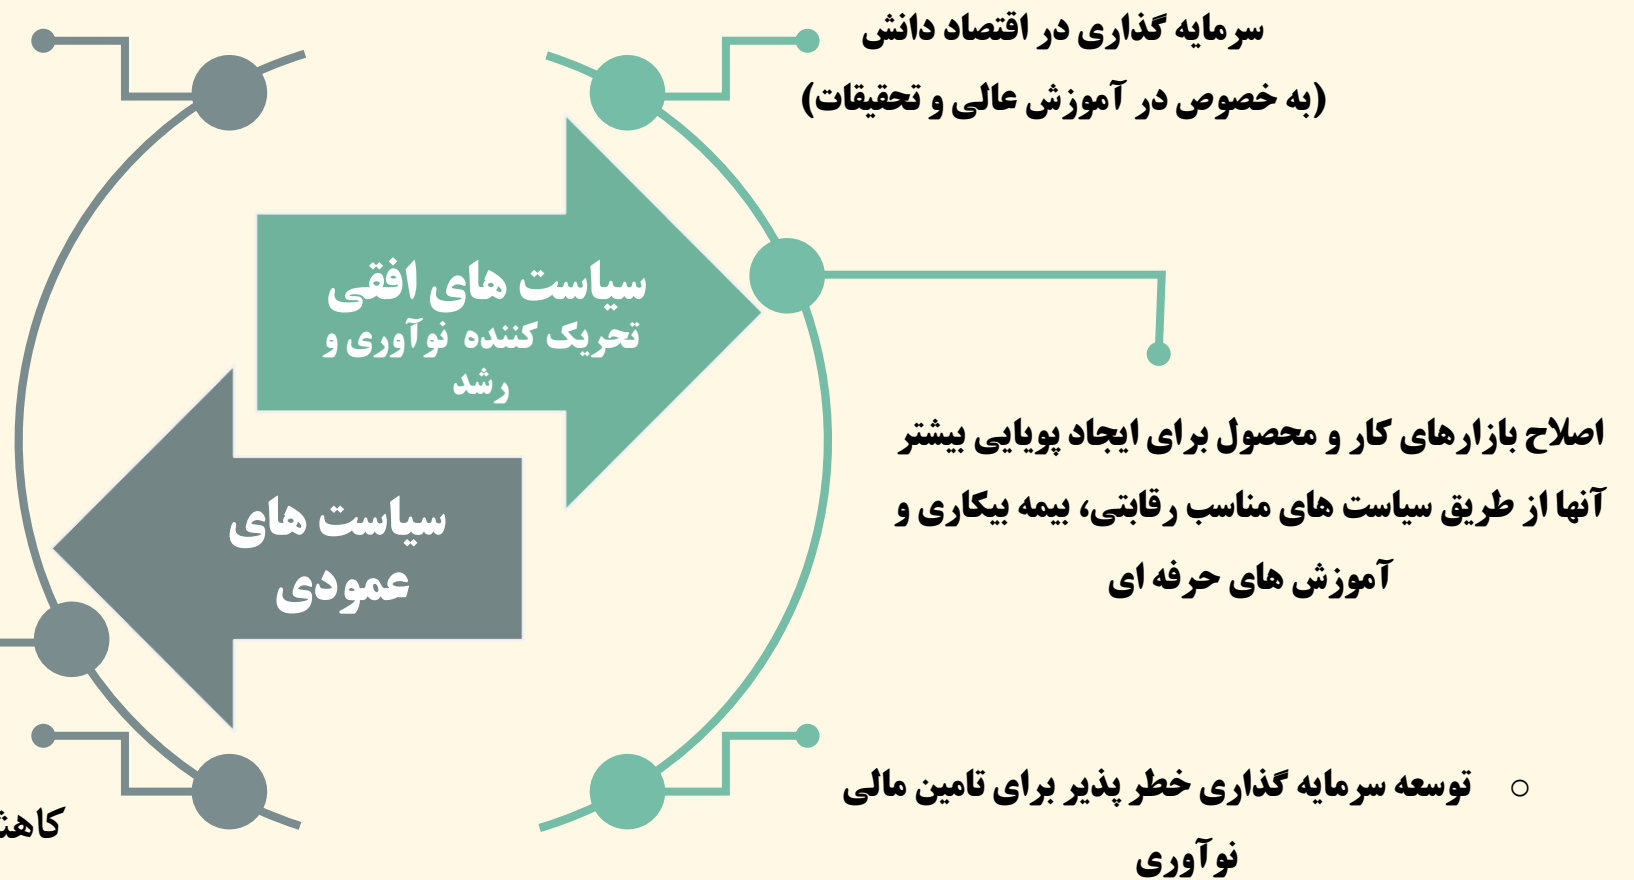 سرمایه گذاری در اقتصاد دانش
(به خصوص در آموزش عالی و تحقیقات)
سیاست های افقی
تحریک کننده نوآوری و
رشد
اصلاح بازارهای کار و محصول برای ایجاد پویایی بیشتر
آنها از طریق سیاست های مناسب رقابتی، بیمه بیکاری و
آموزش های حرفه ای
سیاست های
عمودی
○ توسعه سرمایه گذاری خطر پذیر برای تامین مالی
نوآوری